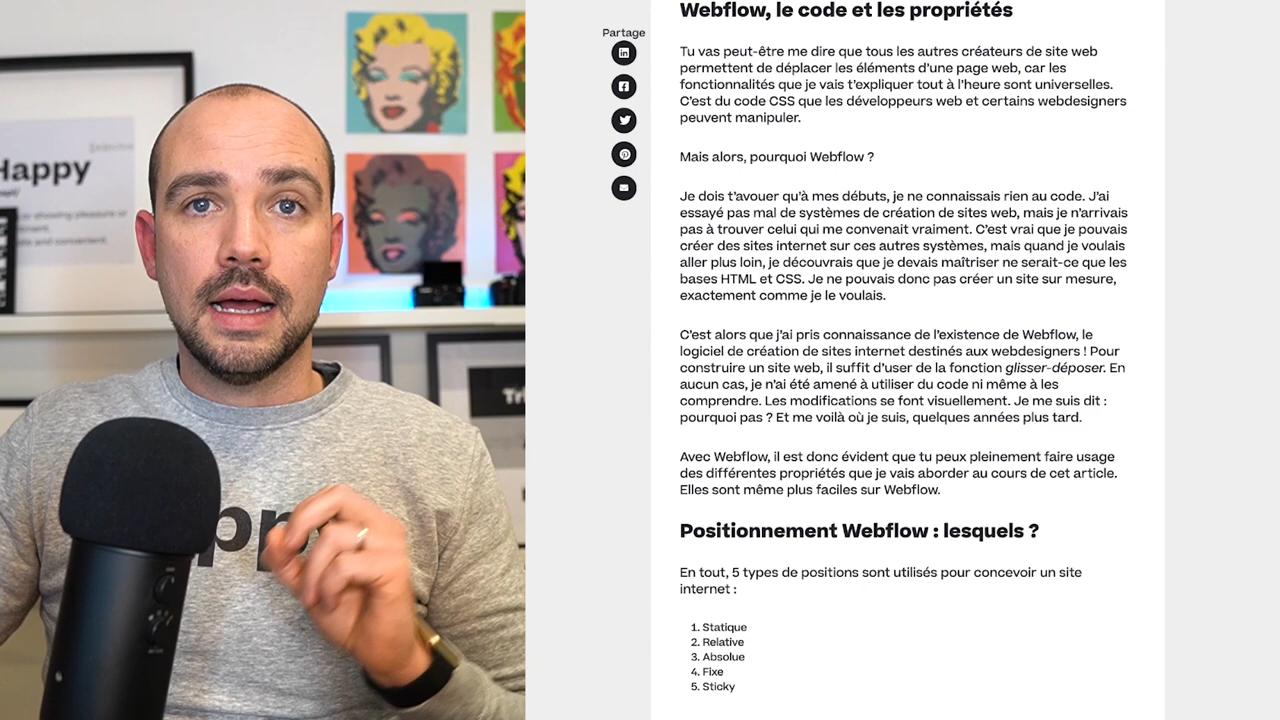 Happy
Webflow, le code et les propriétés
Partage
Tu vas peut-être me dire que tous les autres créateurs de site web
permettent de déplacer les éléments d'une page web, car les
fonctionnalités que je vais t'expliquer tout à l'heure sont universelles.
C'est du code CSS que les développeurs web et certains webdesigners
peuvent manipuler.
Mais alors, pourquoi Webflow ?
Je dois t'avouer qu'à mes débuts, je ne connaissais rien au code. J'ai
essayé pas mal de systèmes de création de sites web, mais je n'arrivais
pas à trouver celui qui me convenait vraiment. C'est vrai que je pouvais
créer des sites internet sur ces autres systèmes, mais quand je voulais
aller plus loin, je découvrais que je devais maîtriser ne serait-ce que les
bases HTML et CSS. Je ne pouvais donc pas créer un site sur mesure,
exactement comme je le voulais.
C'est alors que j'ai pris connaissance de l'existence de Webflow, le
logiciel de création de sites internet destinés aux webdesigners ! Pour
construire un site web, il suffit d'user de la fonction glisser-déposer. En
aucun cas, je n'ai été amené à utiliser du code ni même à les
comprendre. Les modifications se font visuellement. Je me suis dit :
pourquoi pas ? Et me voilà où je suis, quelques années plus tard.
Avec Webflow, il est donc évident que tu peux pleinement faire usage
des différentes propriétés que je vais aborder au cours de cet article.
Elles sont même plus faciles sur Webflow.
Positionnement Webflow : lesquels ?
En tout, 5 types de positions sont utilisés pour concevoir un site
internet :
1. Statique
2. Relative
3. Absolue
4. Fixe
5. Sticky